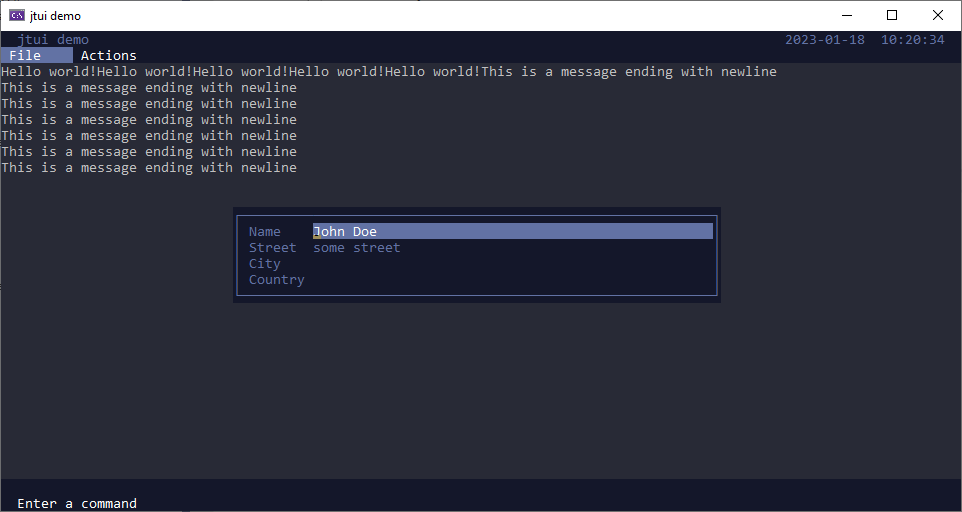 jtui demo
jtui demo 2023-01-18 10:20:34
File Actions
Hello world!Hello world!Hello world!Hello world!Hello world!This is a message ending with newline
This is a message ending with newline
This is a message ending with newline
This is a message ending with newline
This is a message ending with newline
This is a message ending with newline
This is a message ending with newline
Name John Doe
Street some street
City
Country
Enter a command